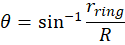 θ = sin⁻¹ r_ring / R